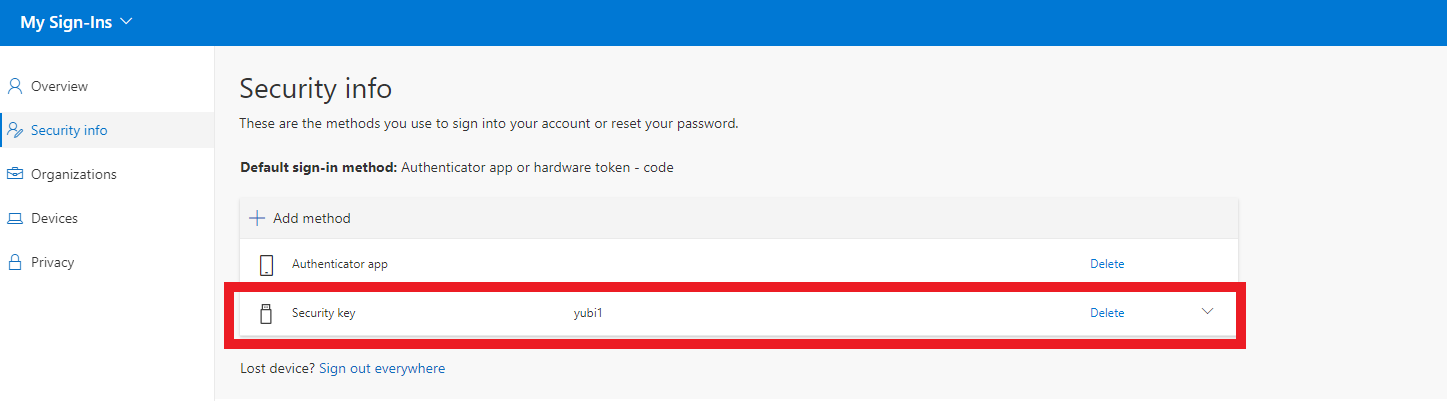 My Sign-Ins
Overview
Security info
Organizations
Devices
Privacy
Security info
These are the methods you use to sign into your account or reset your password.
Default sign-in method: Authenticator app or hardware token - code
Add method
Authenticator app Delete
Security key yubi1 Delete
Lost device? Sign out everywhere